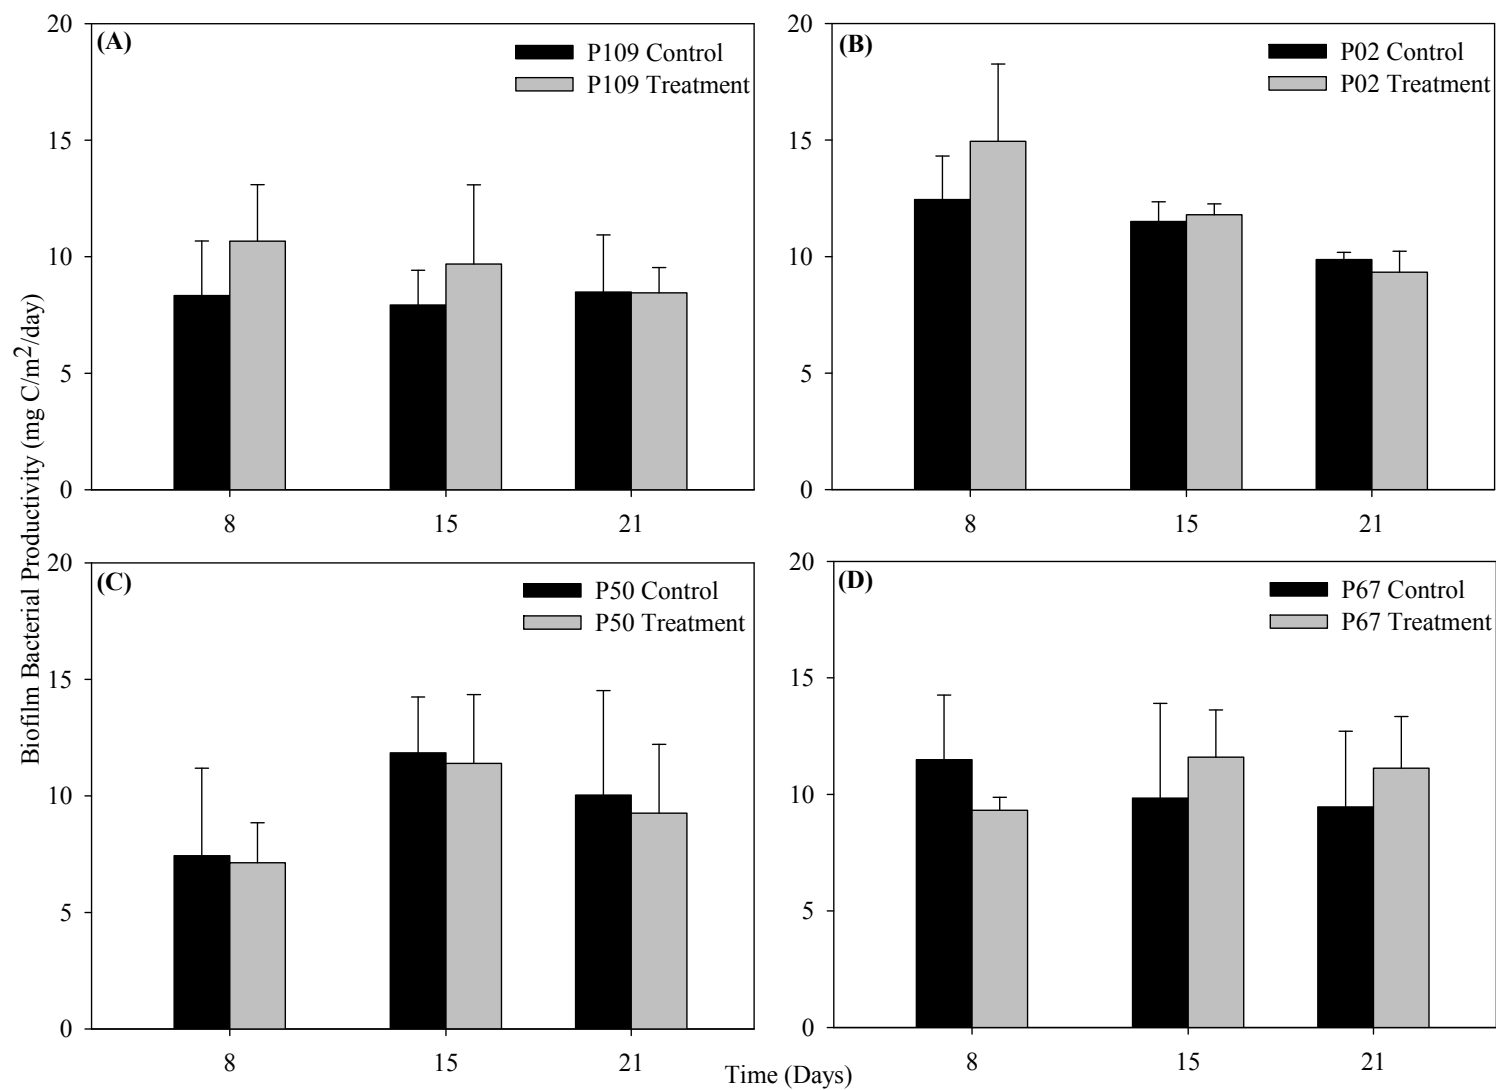 (A)
P109 Control
P109 Treatment
20
15
10
5
0
8 15 21
(B)
P02 Control
P02 Treatment
20
15
10
5
0
8 15 21
(C)
P50 Control
P50 Treatment
20
15
10
5
0
8 15 21
(D)
P67 Control
P67 Treatment
20
15
10
5
0
8 15 21
Biofilm Bacterial Productivity (mg C/m²/day)
Time (Days)